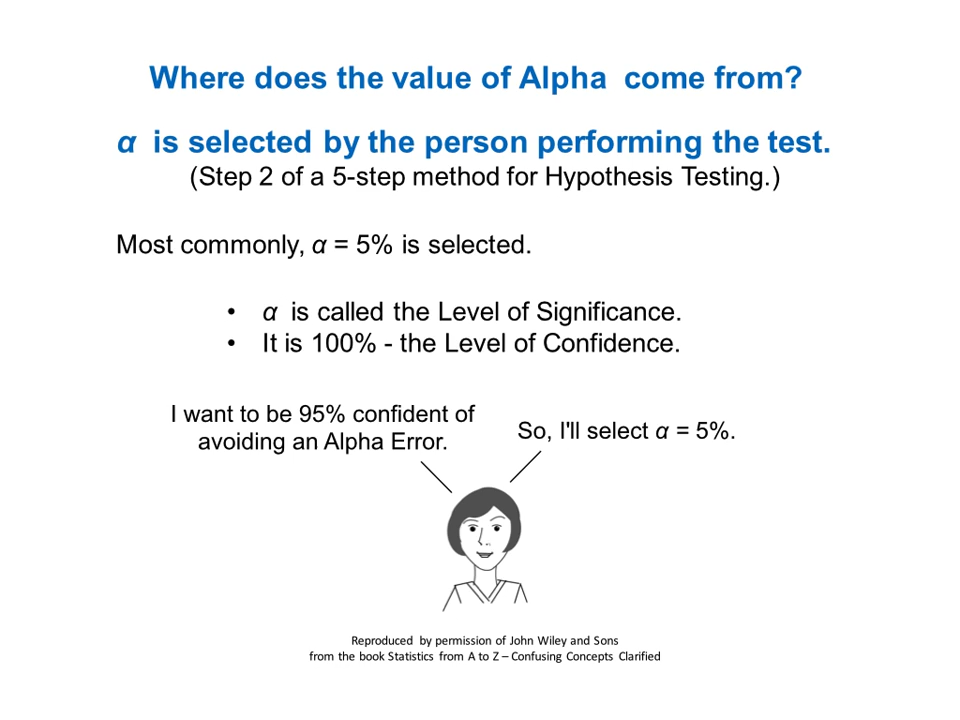 Where does the value of Alpha come from?
α is selected by the person performing the test.
(Step 2 of a 5-step method for Hypothesis Testing.)
Most commonly, α = 5% is selected.
• α is called the Level of Significance.
• It is 100% - the Level of Confidence.
I want to be 95% confident of
avoiding an Alpha Error.
So, I'll select α = 5%.
Reproduced by permission of John Wiley and Sons
from the book Statistics from A to Z – Confusing Concepts Clarified